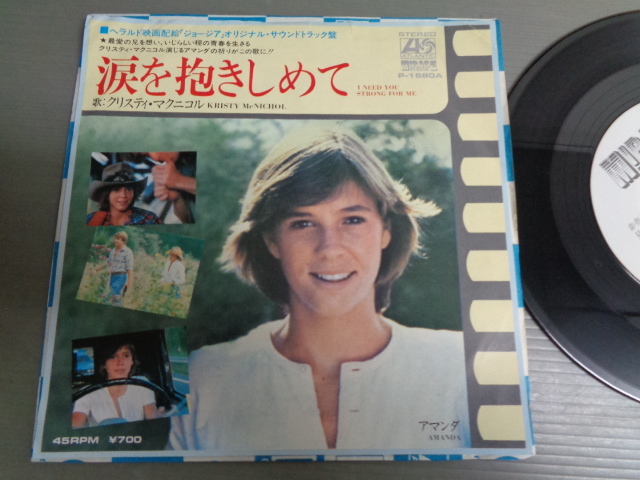 ■ヘラルド映画配給「ジョージア」オリジナル・サウンドトラック盤
★最愛の兄を想い、いじらしい程の青春を生きる
クリスティ・マクニコル演じるアマンダの祈りがこの歌に!!
涙を抱きしめて
I NEED YOU
STRONG FOR ME
歌:クリスティ・マクニコル KRISTY McNICHOL
STEREO
ATLANTIC
P-1580A
アマンダ
AMANDA
45RPM ¥700